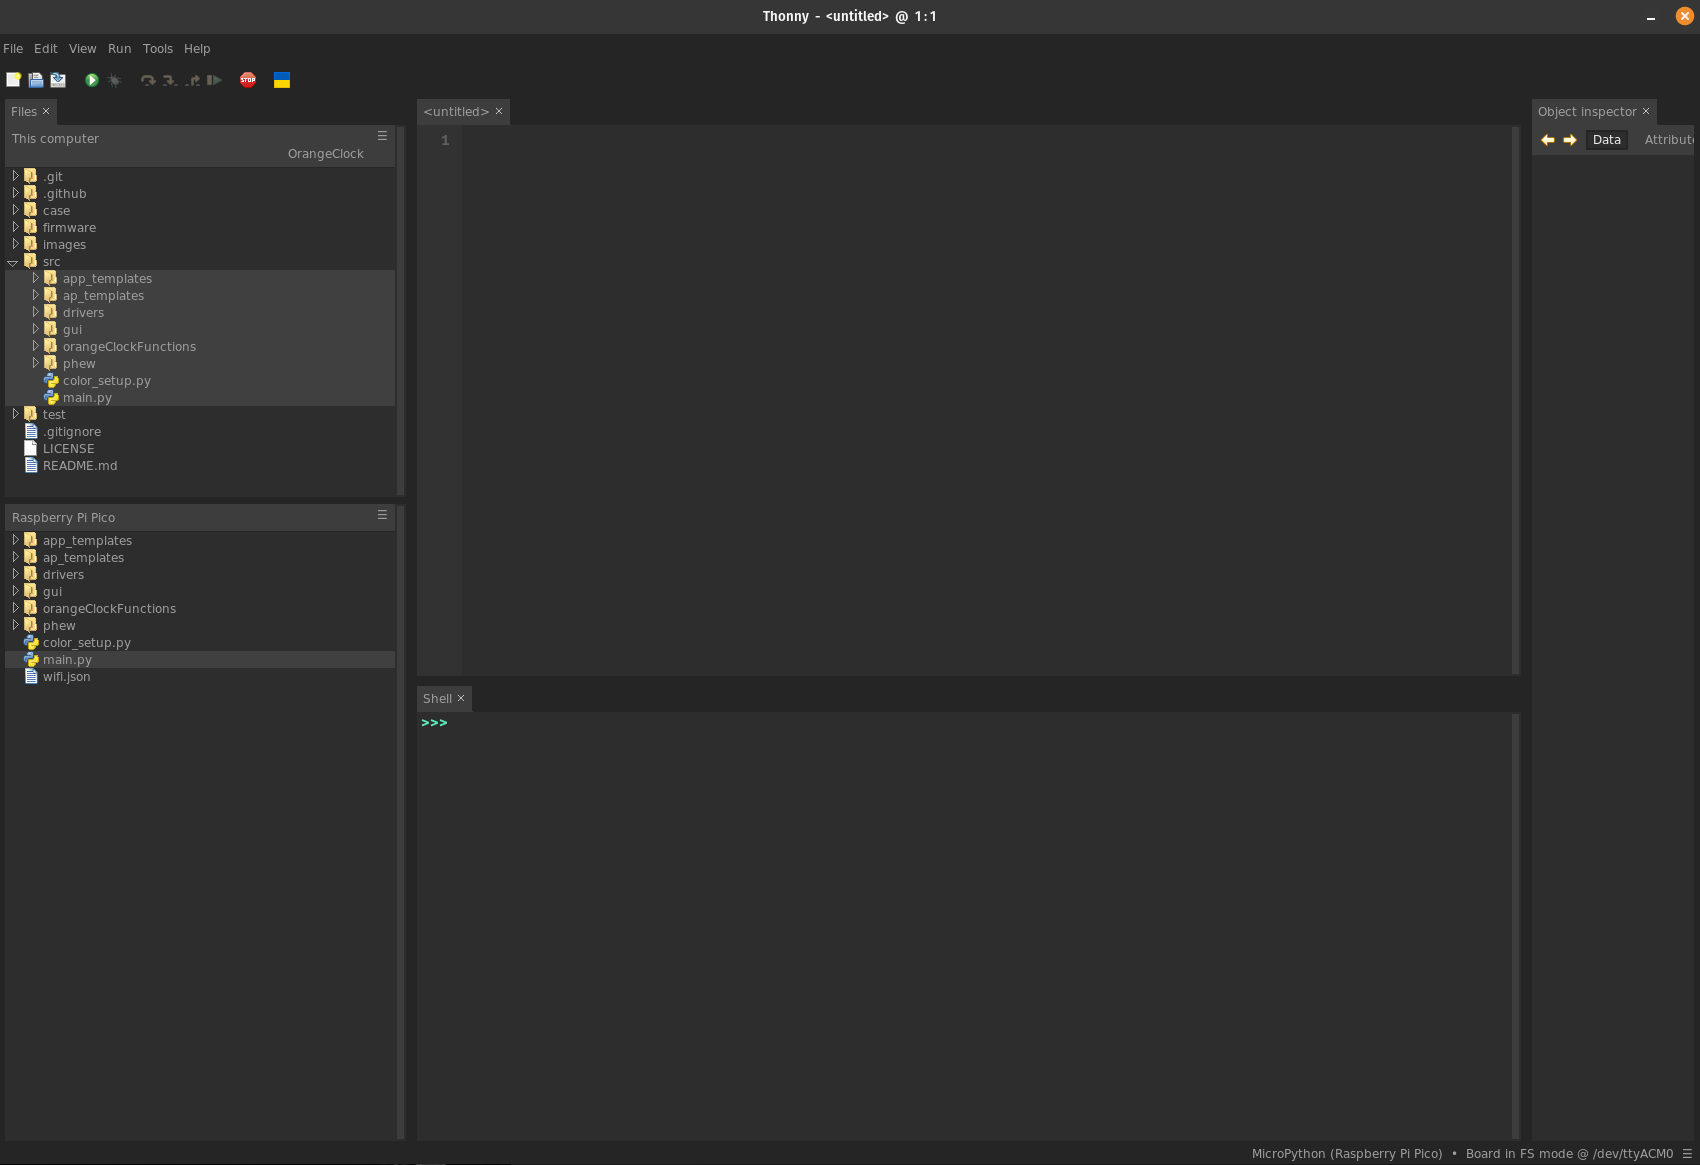 Thonny - <untitled> @ 1:1
File Edit View Run Tools Help
STOP
Files ×
This computer
OrangeClock
.git
.github
case
firmware
images
src
app_templates
ap_templates
drivers
gui
orangeClockFunctions
phew
color_setup.py
main.py
test
.gitignore
LICENSE
README.md
Raspberry Pi Pico
app_templates
ap_templates
drivers
gui
orangeClockFunctions
phew
color_setup.py
main.py
wifi.json
<untitled> ×
1
Shell ×
>>>
Object inspector ×
Data Attribute
MicroPython (Raspberry Pi Pico) • Board in FS mode @ /dev/ttyACM0 ☰